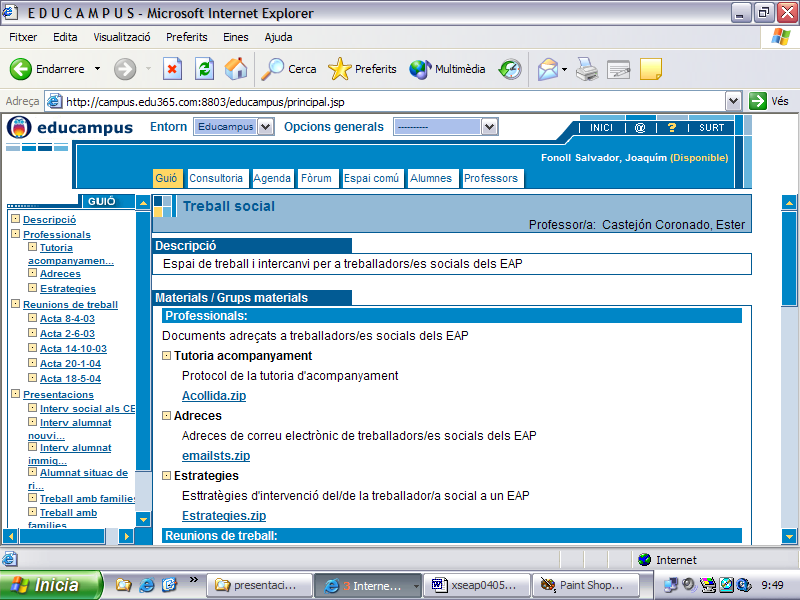 E D U C A M P U S - Microsoft Internet Explorer
Fitxer Edita Visualització Preferits Eines Ajuda
Endarrere Cerca Preferits Multimèdia
Adreça http://campus.edu365.com:8803/educampus/principal.jsp Vés
educampus Entorn Educampus Opcions generals ---------- INICI | @ | ? | SURT
Fonoll Salvador, Joaquím (Disponible)
Guió Consultoria Agenda Fòrum Espai comú Alumnes Professors
GUIÓ
Descripció
Professionals
Tutoria
acompanyamen...
Adreces
Estrategies
Reunions de treball
Acta 8-4-03
Acta 2-6-03
Acta 14-10-03
Acta 20-1-04
Acta 18-5-04
Presentacions
Interv social als CE
Interv alumnat
nouvi...
Interv alumnat
immig...
Alumnat situac de
ri...
Treball amb families
Treball amb
families
Treball social
Professor/a: Castejón Coronado, Ester
Descripció
Espai de treball i intercanvi per a treballadors/es socials dels EAP
Materials / Grups materials
Professionals:
Documents adreçats a treballadors/es socials dels EAP
Tutoria acompanyament
Protocol de la tutoria d'acompanyament
Acollida.zip
Adreces
Adreces de correu electrònic de treballadors/es socials dels EAP
emailsts.zip
Estrategies
Esttratègies d'intervenció del/de la treballador/a social a un EAP
Estrategies.zip
Reunions de treball:
Internet
Inicia » presentaci... 3 Interne... xseap0405... Paint Shop... 9:49